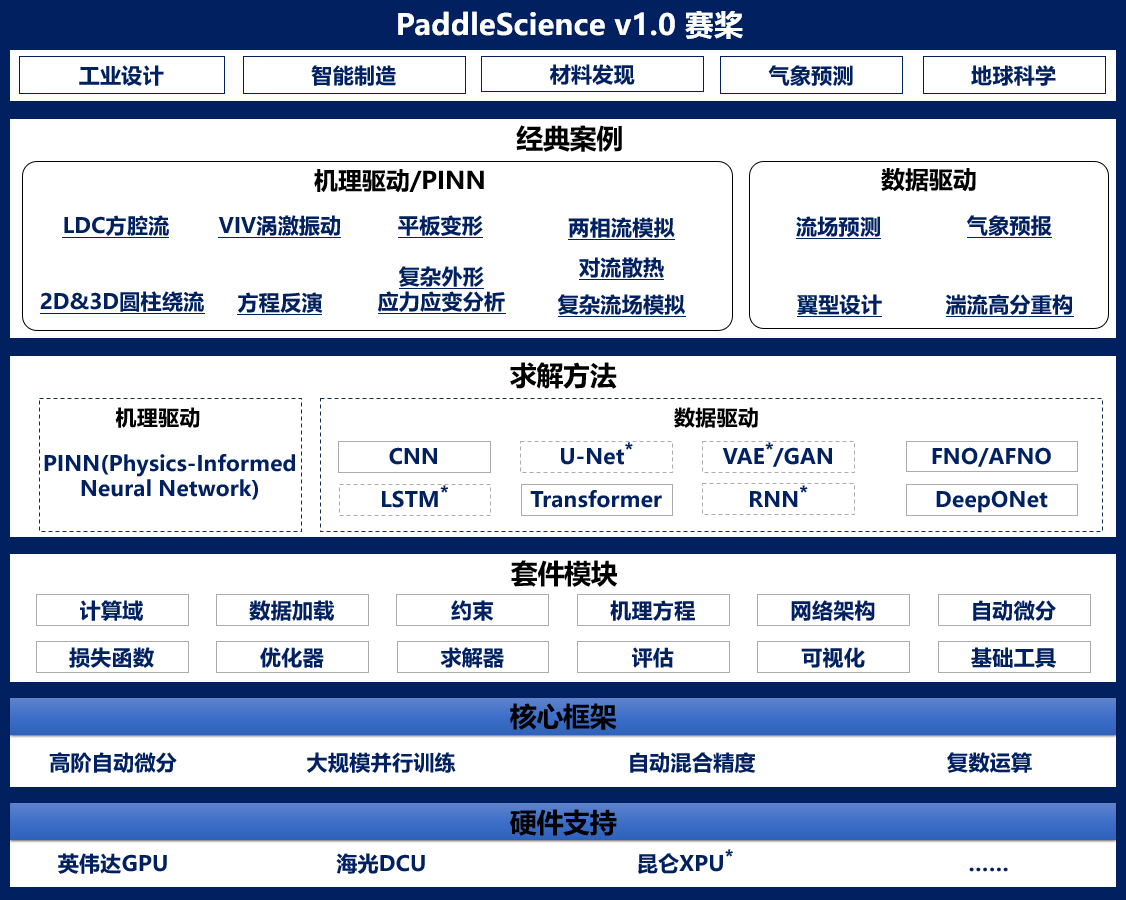 PaddleScience v1.0 赛桨
工业设计
智能制造
材料发现
气象预测
地球科学
经典案例
机理驱动/PINN
LDC方腔流
VIV涡激振动
平板变形
两相流模拟
对流散热
2D&3D圆柱绕流
方程反演
复杂外形
应力应变分析
复杂流场模拟
数据驱动
流场预测
气象预报
翼型设计
湍流高分重构
求解方法
机理驱动
PINN(Physics-Informed
Neural Network)
数据驱动
CNN
U-Net*
VAE*/GAN
FNO/AFNO
LSTM*
Transformer
RNN*
DeepONet
套件模块
计算域
数据加载
约束
机理方程
网络架构
自动微分
损失函数
优化器
求解器
评估
可视化
基础工具
核心框架
高阶自动微分
大规模并行训练
自动混合精度
复数运算
硬件支持
英伟达GPU
海光DCU
昆仑XPU*
......